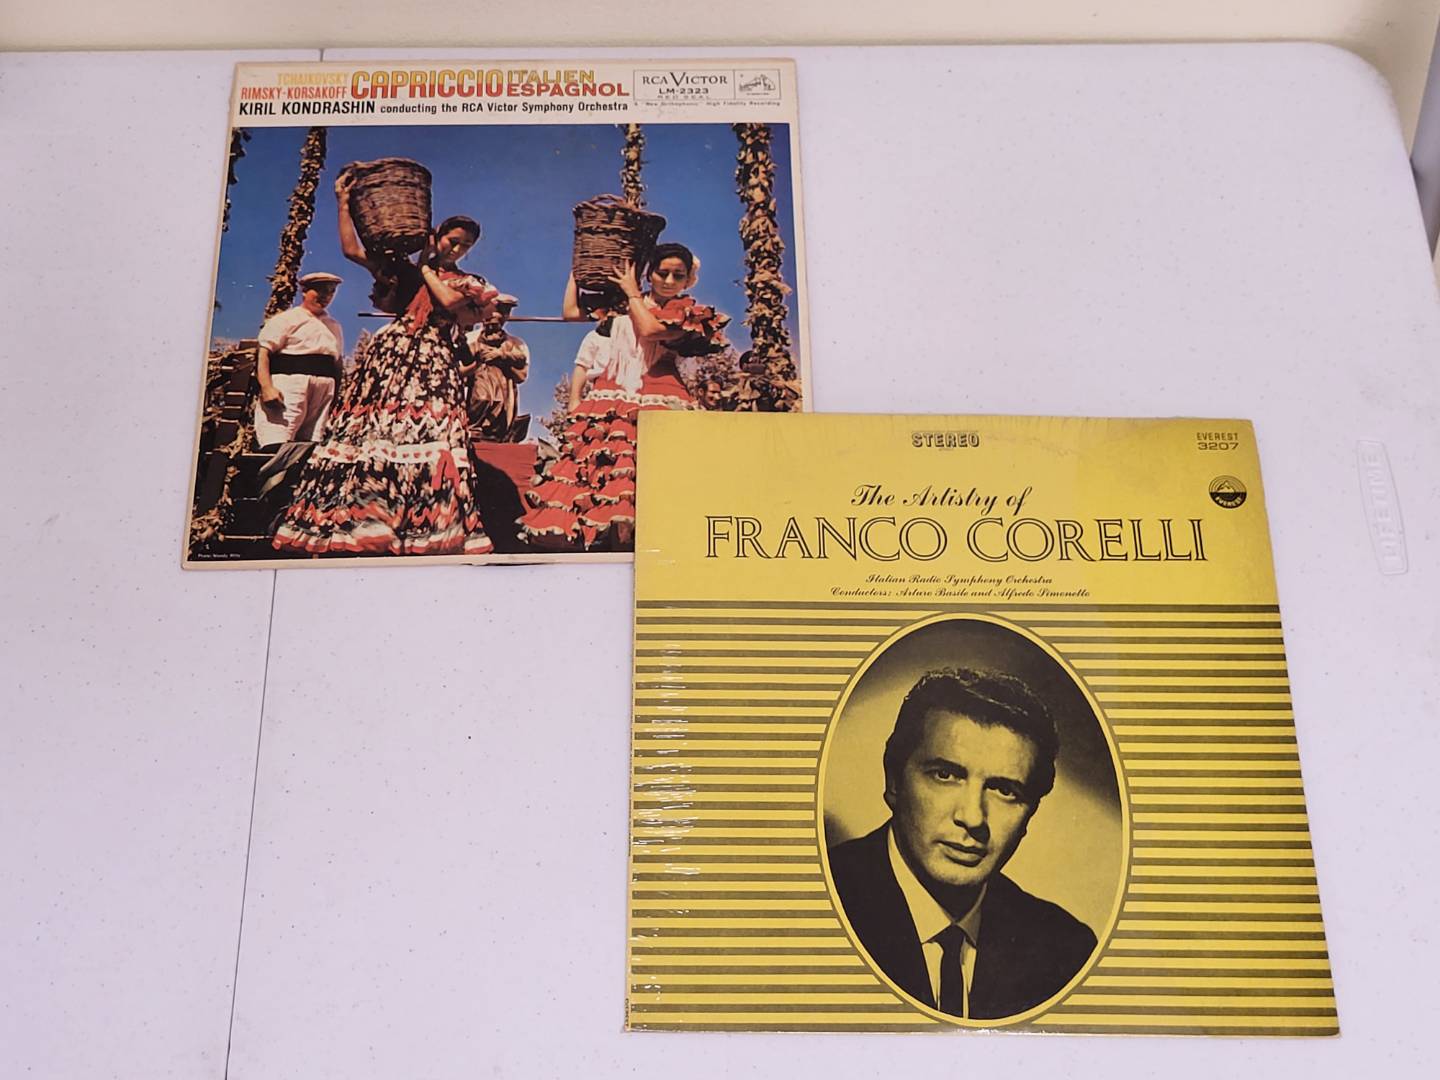 TCHAIKOVSKY
RIMSKY-KORSAKOFF
CAPRICCIO
ITALIEN
ESPAGNOL
KIRIL KONDRASHIN conducting the RCA Victor Symphony Orchestra
RCA VICTOR
LM-2323
RED SEAL
A "New Orthophonic" High Fidelity Recording
STEREO
EVEREST
3207
EVEREST
The Artistry of
FRANCO CORELLI
Italian Radio Symphony Orchestra
Conductors: Arturo Basile and Alfredo Simonetto
LIFETIME